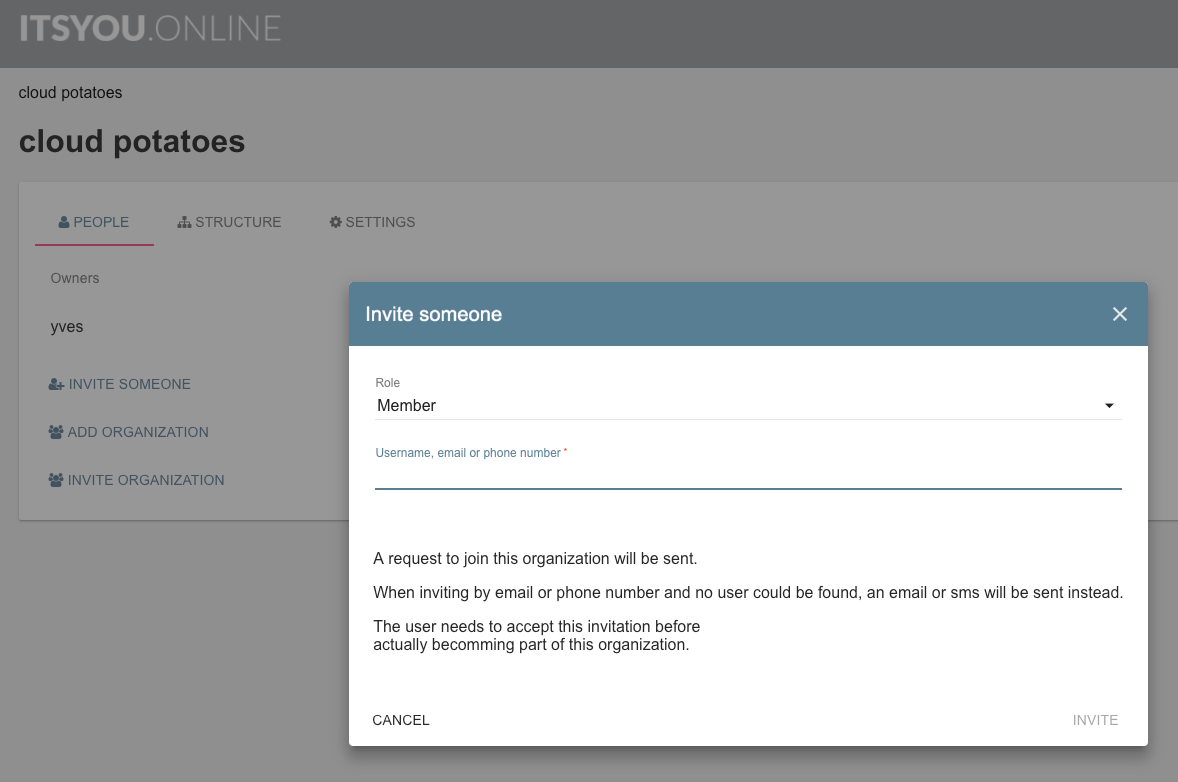 ITSYOU.ONLINE
cloud potatoes
cloud potatoes
PEOPLE STRUCTURE SETTINGS
Owners
yves
INVITE SOMEONE
ADD ORGANIZATION
INVITE ORGANIZATION
Invite someone
Role
Member
Username, email or phone number *
A request to join this organization will be sent.
When inviting by email or phone number and no user could be found, an email or sms will be sent instead.
The user needs to accept this invitation before
actually becomming part of this organization.
CANCEL INVITE